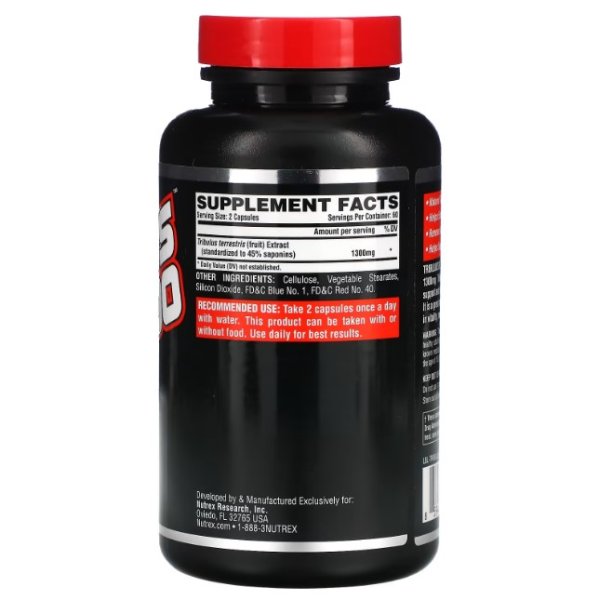 SUPPLEMENT FACTS
Serving Size: 2 Capsules Servings Per Container: 60
Amount per serving % DV
Tribulus terrestris (fruit) Extract
(standardized to 45% saponins) 1300mg *
* Daily Value (DV) not established.
OTHER INGREDIENTS: Cellulose, Vegetable Stearates,
Silicon Dioxide, FD&C Blue No. 1, FD&C Red No. 40.
RECOMMENDED USE: Take 2 capsules once a day
with water. This product can be taken with or
without food. Use daily for best results.
Developed by & Manufactured Exclusively for:
Nutrex Research, Inc.
Oviedo, FL 32765 USA
Nutrex.com • 1-888-3NUTREX